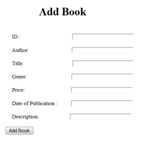 Add Book
ID :
Author:
Title:
Genre:
Price:
Date of Publication :
Description:
Add Book